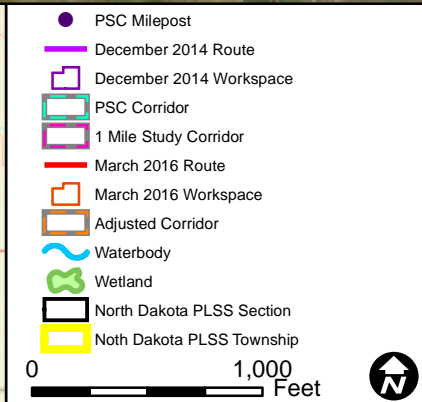 PSC Milepost
December 2014 Route
December 2014 Workspace
PSC Corridor
1 Mile Study Corridor
March 2016 Route
March 2016 Workspace
Adjusted Corridor
Waterbody
Wetland
North Dakota PLSS Section
Noth Dakota PLSS Township
0 1,000
Feet